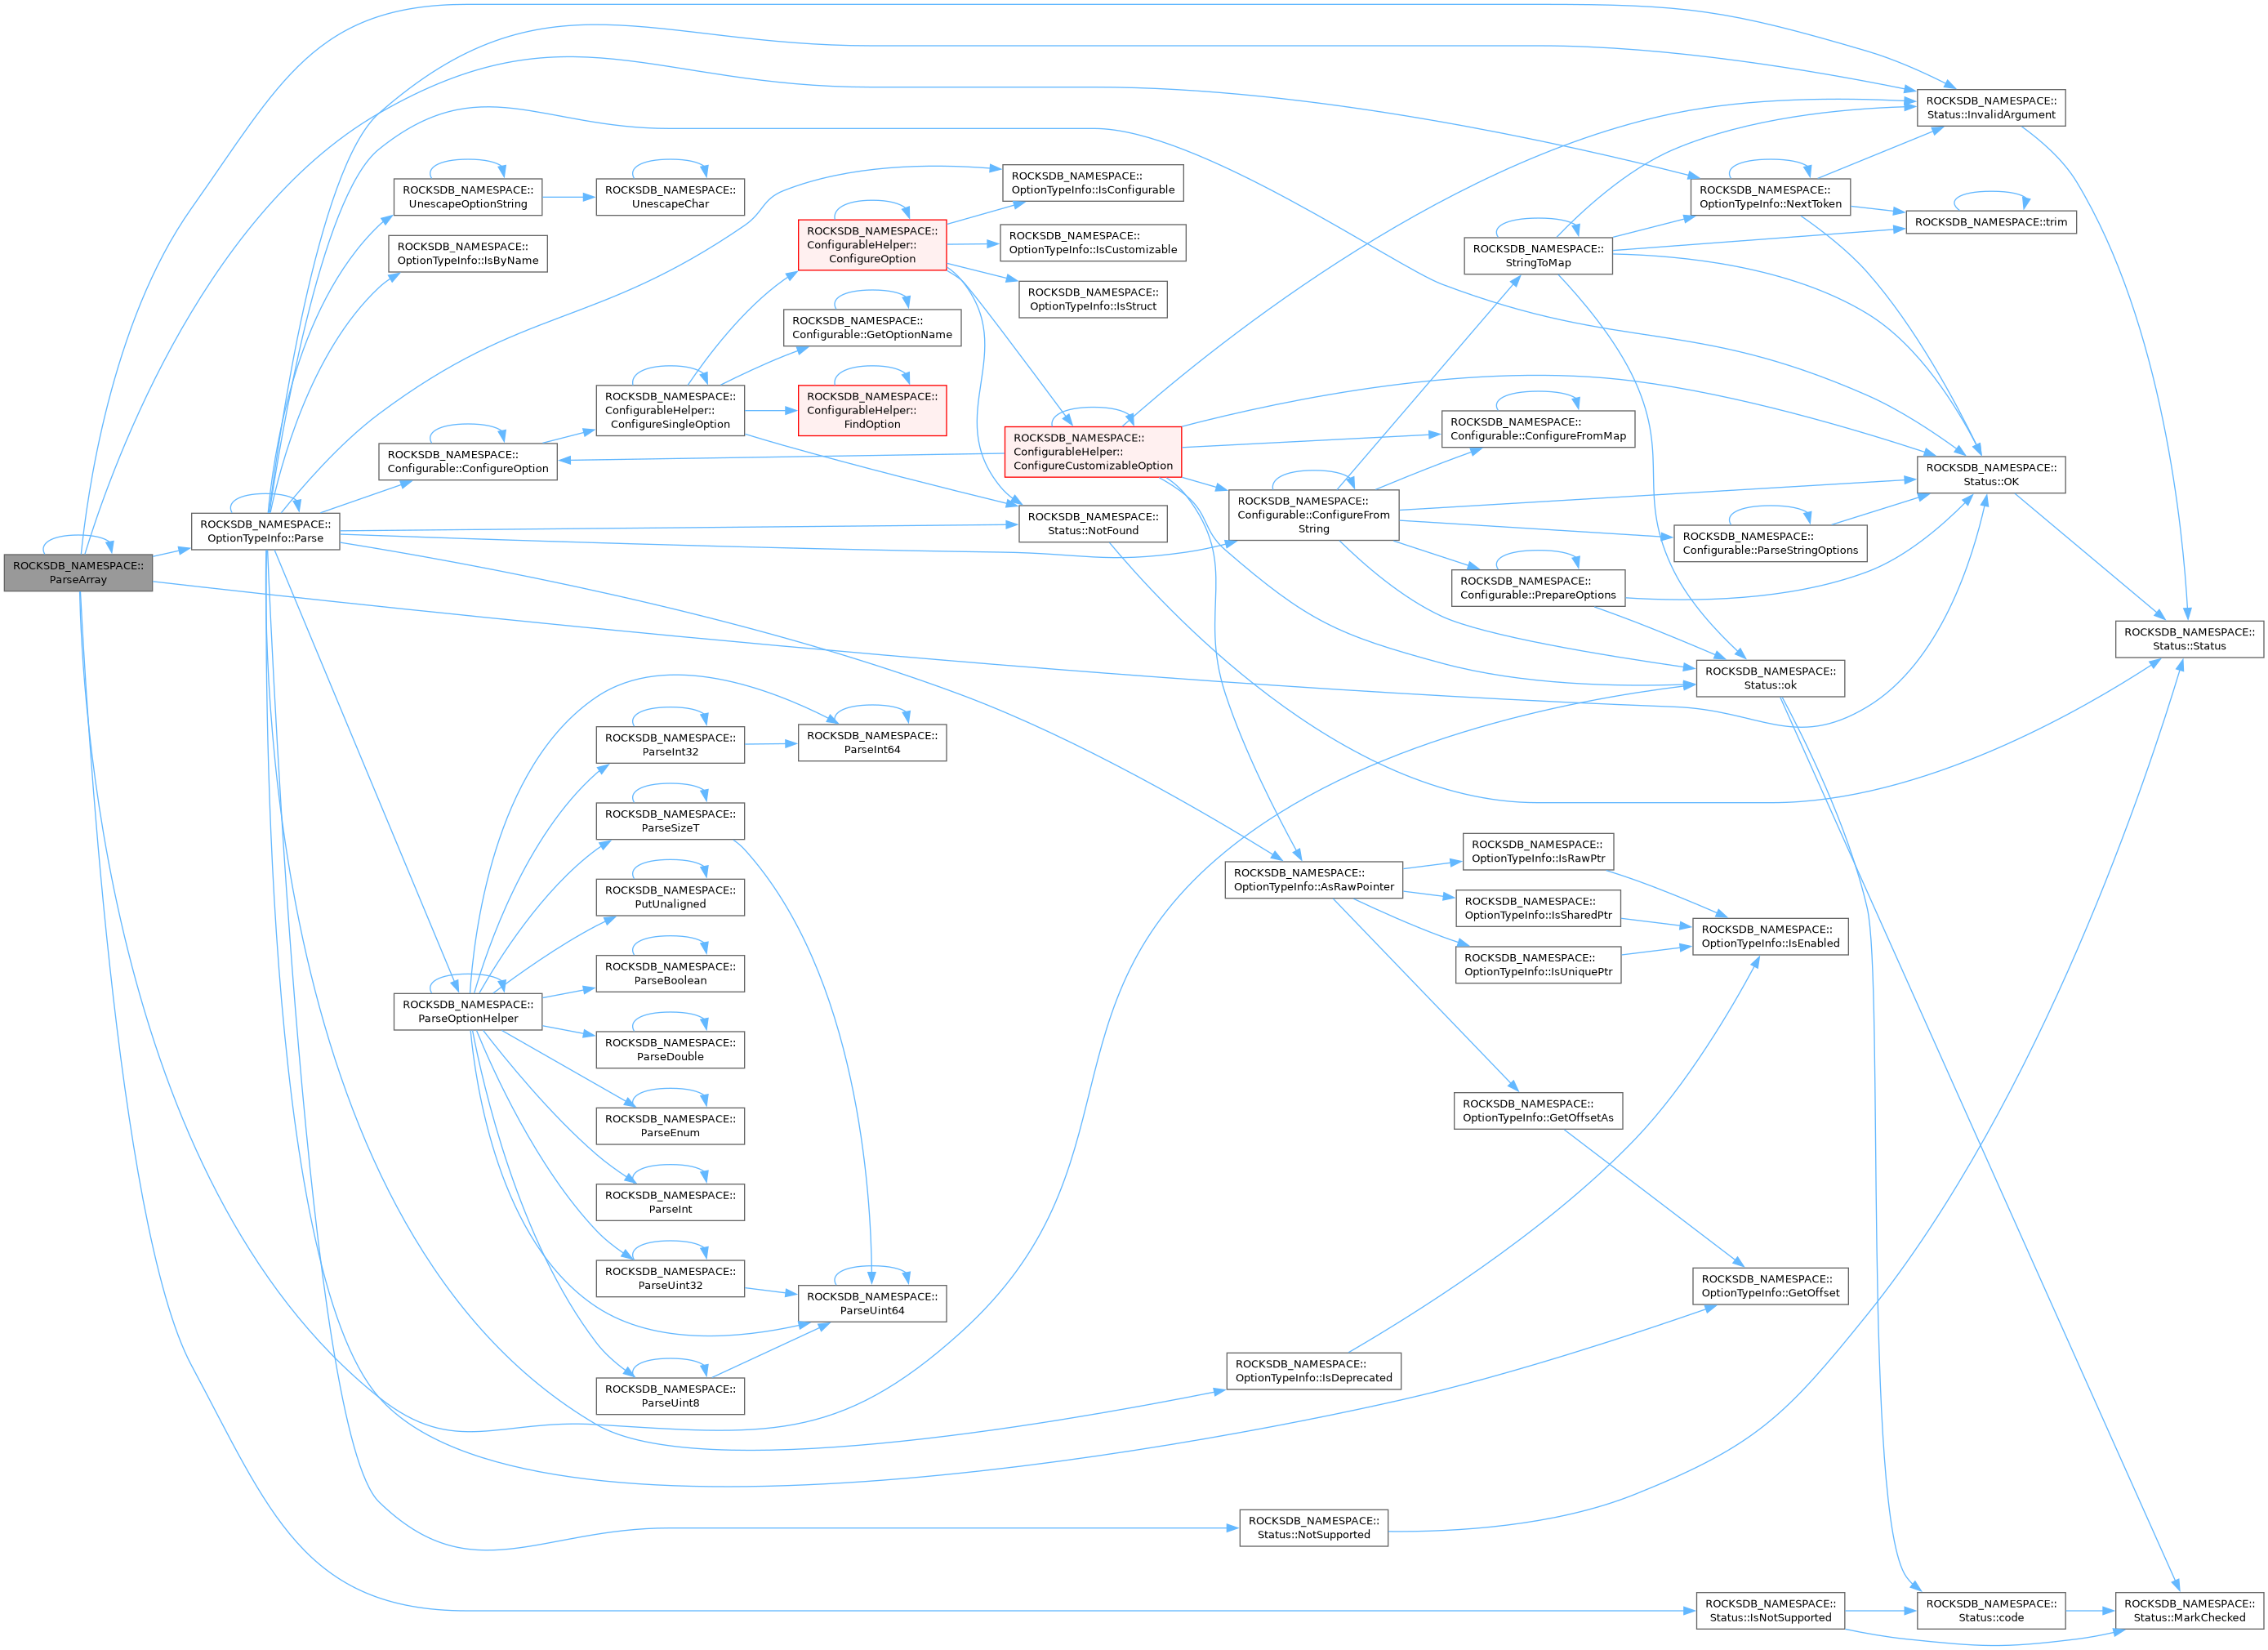 ROCKSDB_NAMESPACE::
ParseArray
ROCKSDB_NAMESPACE::
OptionTypeInfo::Parse
ROCKSDB_NAMESPACE::
UnescapeOptionString
ROCKSDB_NAMESPACE::
OptionTypeInfo::IsByName
ROCKSDB_NAMESPACE::
Configurable::ConfigureOption
ROCKSDB_NAMESPACE::
ParseOptionHelper
ROCKSDB_NAMESPACE::
UnescapeChar
ROCKSDB_NAMESPACE::
ConfigurableHelper::
ConfigureSingleOption
ROCKSDB_NAMESPACE::
ParseInt32
ROCKSDB_NAMESPACE::
ParseSizeT
ROCKSDB_NAMESPACE::
PutUnaligned
ROCKSDB_NAMESPACE::
ParseBoolean
ROCKSDB_NAMESPACE::
ParseDouble
ROCKSDB_NAMESPACE::
ParseEnum
ROCKSDB_NAMESPACE::
ParseInt
ROCKSDB_NAMESPACE::
ParseUint32
ROCKSDB_NAMESPACE::
ParseUint8
ROCKSDB_NAMESPACE::
ConfigurableHelper::
ConfigureOption
ROCKSDB_NAMESPACE::
Configurable::GetOptionName
ROCKSDB_NAMESPACE::
ConfigurableHelper::
FindOption
ROCKSDB_NAMESPACE::
ParseInt64
ROCKSDB_NAMESPACE::
ParseUint64
ROCKSDB_NAMESPACE::
OptionTypeInfo::IsConfigurable
ROCKSDB_NAMESPACE::
OptionTypeInfo::IsCustomizable
ROCKSDB_NAMESPACE::
OptionTypeInfo::IsStruct
ROCKSDB_NAMESPACE::
ConfigurableHelper::
ConfigureCustomizableOption
ROCKSDB_NAMESPACE::
Status::NotFound
ROCKSDB_NAMESPACE::
Configurable::ConfigureFrom
String
ROCKSDB_NAMESPACE::
OptionTypeInfo::AsRawPointer
ROCKSDB_NAMESPACE::
OptionTypeInfo::IsDeprecated
ROCKSDB_NAMESPACE::
Status::NotSupported
ROCKSDB_NAMESPACE::
StringToMap
ROCKSDB_NAMESPACE::
Configurable::ConfigureFromMap
ROCKSDB_NAMESPACE::
Configurable::PrepareOptions
ROCKSDB_NAMESPACE::
OptionTypeInfo::IsRawPtr
ROCKSDB_NAMESPACE::
OptionTypeInfo::IsSharedPtr
ROCKSDB_NAMESPACE::
OptionTypeInfo::IsUniquePtr
ROCKSDB_NAMESPACE::
OptionTypeInfo::GetOffsetAs
ROCKSDB_NAMESPACE::
OptionTypeInfo::NextToken
ROCKSDB_NAMESPACE::
Configurable::ParseStringOptions
ROCKSDB_NAMESPACE::
Status::ok
ROCKSDB_NAMESPACE::
OptionTypeInfo::IsEnabled
ROCKSDB_NAMESPACE::
OptionTypeInfo::GetOffset
ROCKSDB_NAMESPACE::
Status::IsNotSupported
ROCKSDB_NAMESPACE::
Status::InvalidArgument
ROCKSDB_NAMESPACE::trim
ROCKSDB_NAMESPACE::
Status::OK
ROCKSDB_NAMESPACE::
Status::code
ROCKSDB_NAMESPACE::
Status::Status
ROCKSDB_NAMESPACE::
Status::MarkChecked